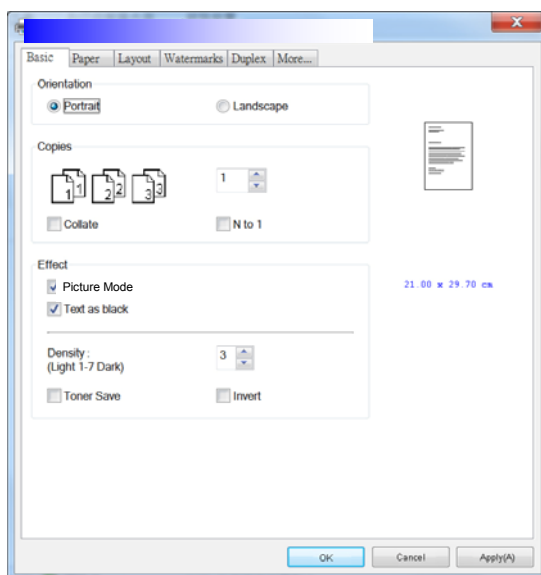 X
Basic Paper Layout Watermarks Duplex More...
Orientation
Portrait Landscape
Copies
1 1 2 2 3 3 1
Collate N to 1
Effect
Picture Mode
21.00 x 29.70 cm
Text as black
Density :
(Light 1-7 Dark) 3
Toner Save Invert
OK Cancel Apply(A)